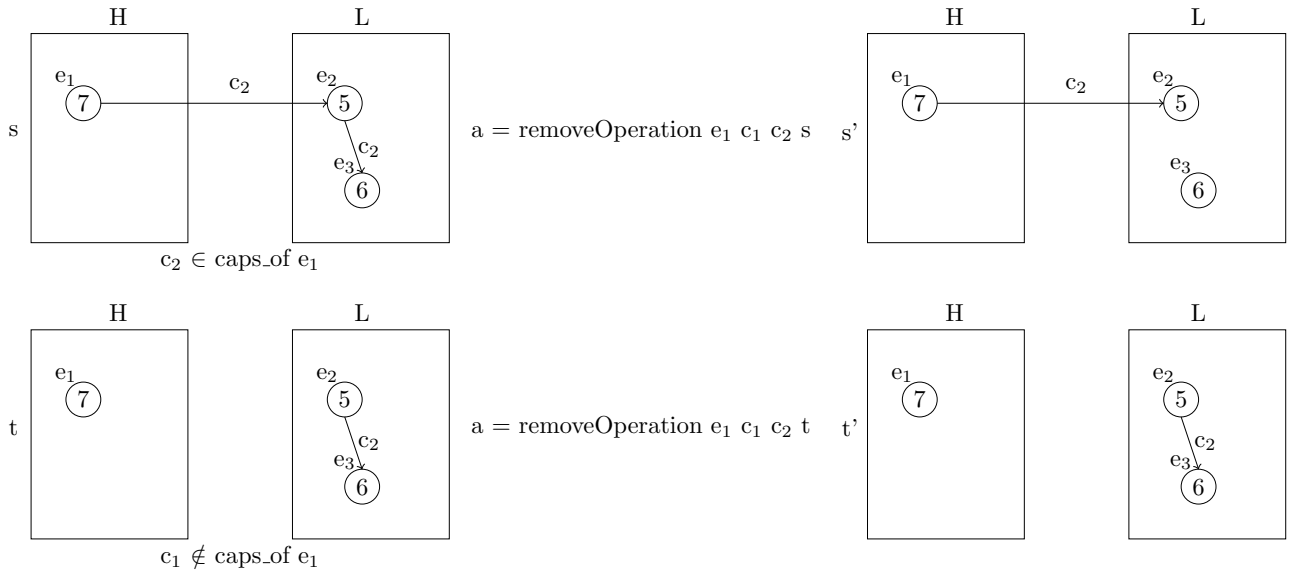 H L H L
e₁ e₂ e₁ e₂
c₂ c₂
7 5 7 5
s a = removeOperation e₁ c₁ c₂ s s’
c₂
e₃ e₃
6 6
c₂ ∈ caps_of e₁
H L H L
e₁ e₂ e₁ e₂
7 5 7 5
t a = removeOperation e₁ c₁ c₂ t t’
c₂ c₂
e₃ e₃
6 6
c₁ ∉ caps_of e₁